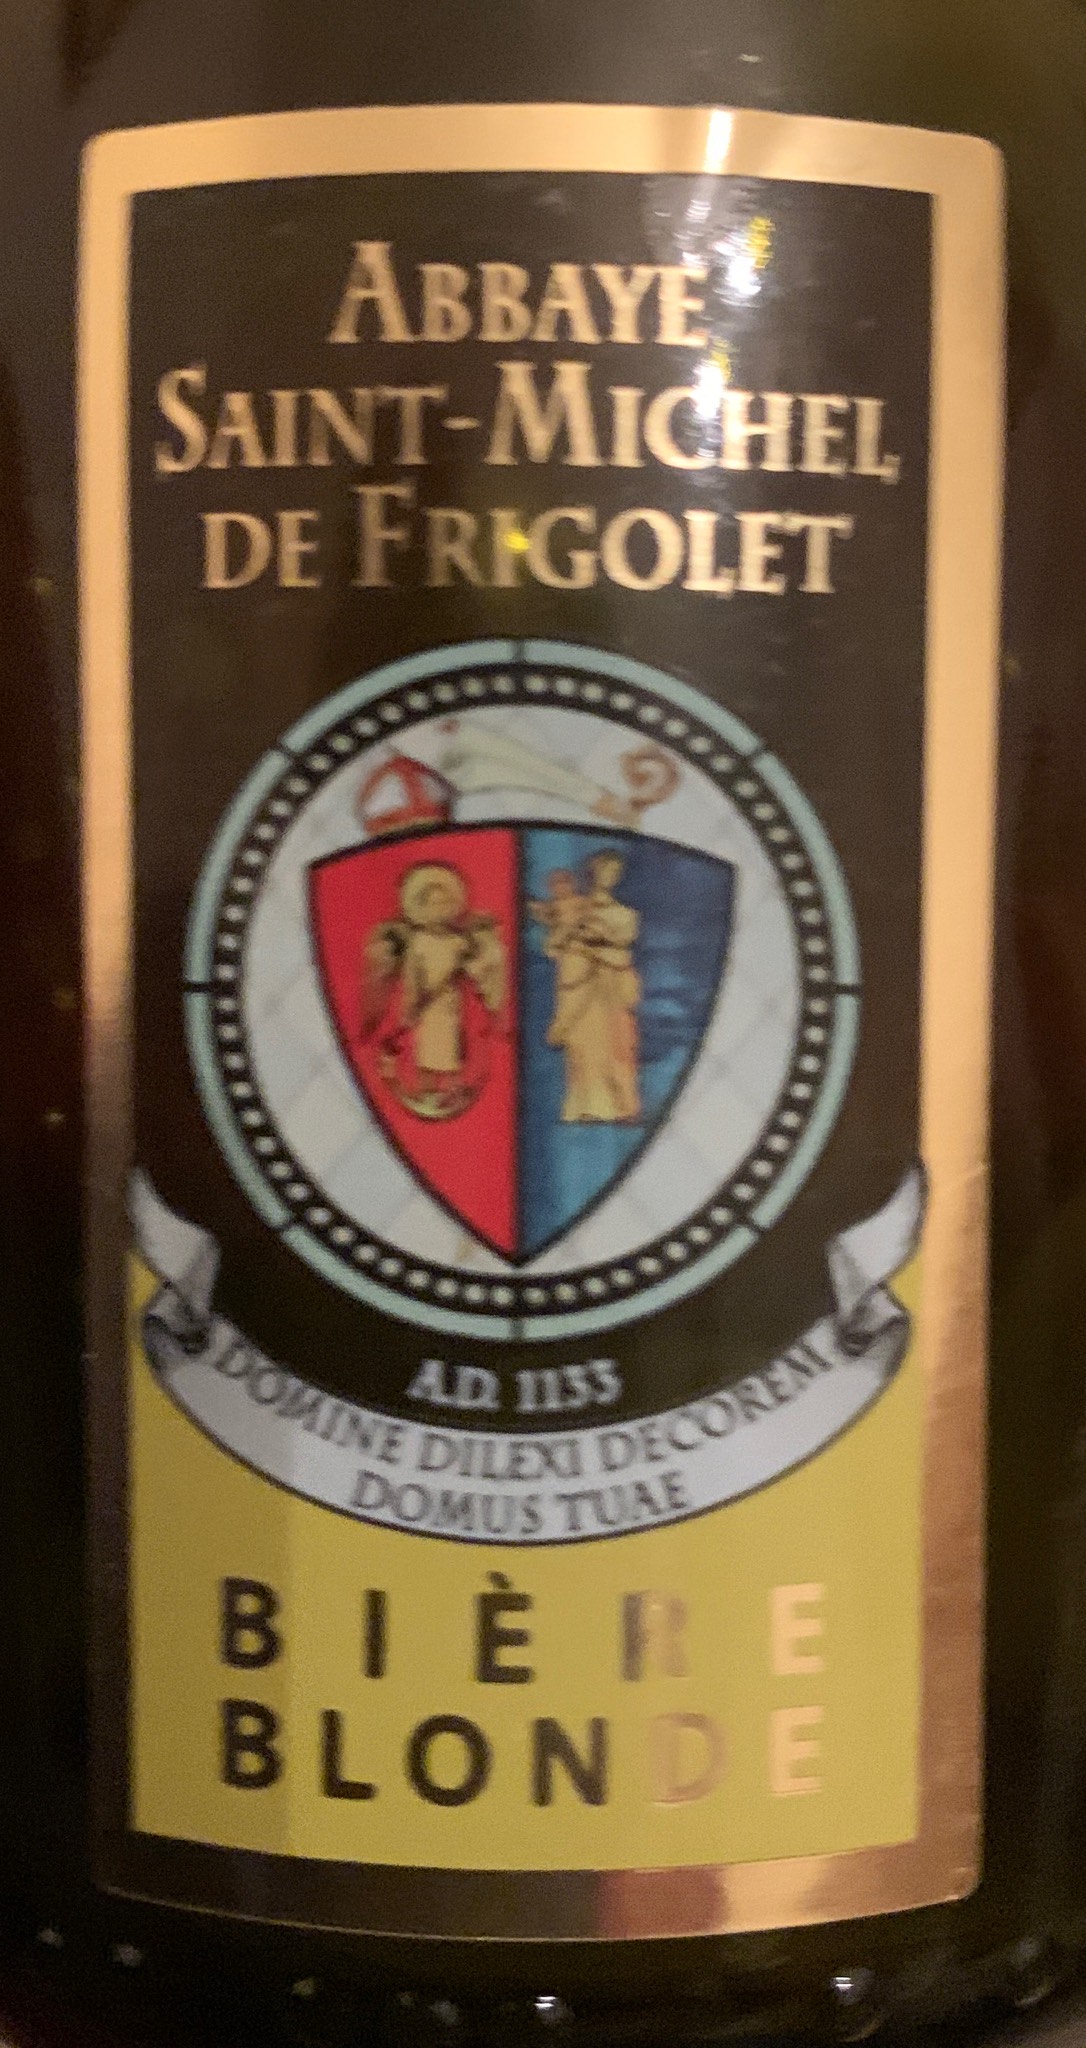 ABBAYE
SAINT-MICHEL
DE FRIGOLET
A.D. 1133
DOMINE DILEXI DECOREM
DOMUS TUAE
BIÈRE
BLONDE